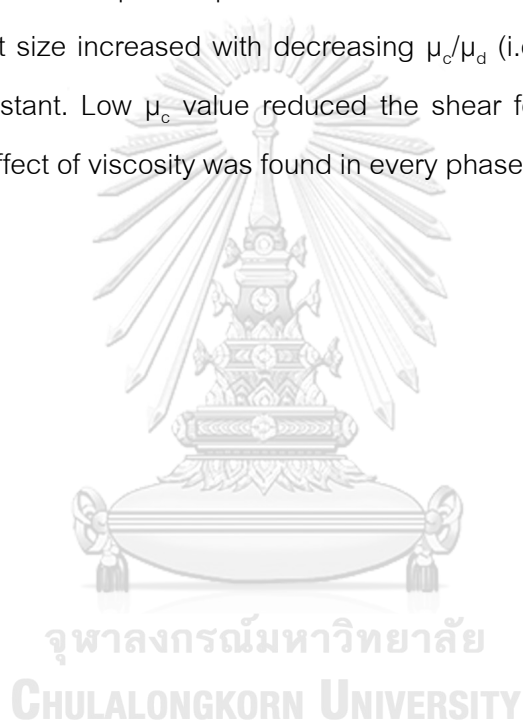 t size increased with decreasing μc/μd (i.e
stant. Low μc value reduced the shear f
ffect of viscosity was found in every phase
จุฬาลงกรณ์มหาวิทยาลัย
CHULALONGKORN UNIVERSITY